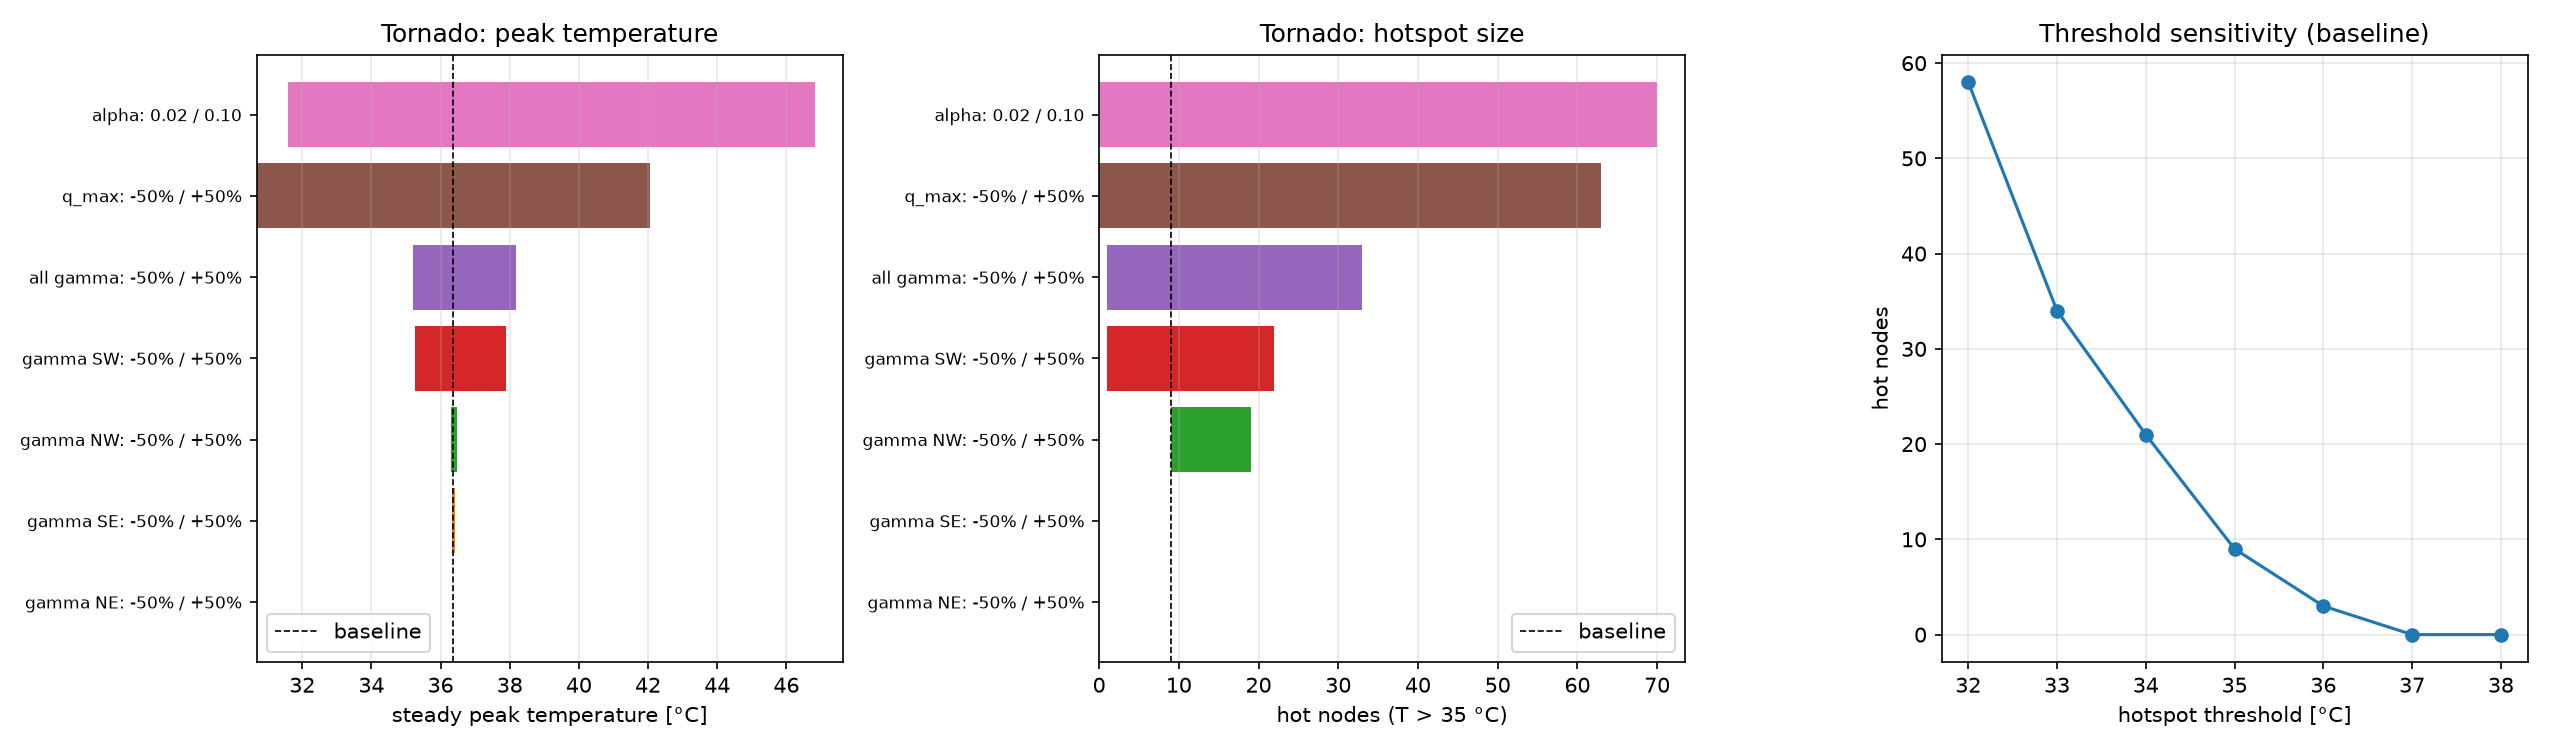 Tornado: peak temperature
alpha: 0.02 / 0.10
q_max: -50% / +50%
all gamma: -50% / +50%
gamma SW: -50% / +50%
gamma NW: -50% / +50%
gamma SE: -50% / +50%
gamma NE: -50% / +50%
baseline
32 34 36 38 40 42 44 46
steady peak temperature [°C]
Tornado: hotspot size
alpha: 0.02 / 0.10
q_max: -50% / +50%
all gamma: -50% / +50%
gamma SW: -50% / +50%
gamma NW: -50% / +50%
gamma SE: -50% / +50%
gamma NE: -50% / +50%
baseline
0 10 20 30 40 50 60 70
hot nodes (T > 35 °C)
Threshold sensitivity (baseline)
60
50
40
30
20
10
0
hot nodes
32 33 34 35 36 37 38
hotspot threshold [°C]